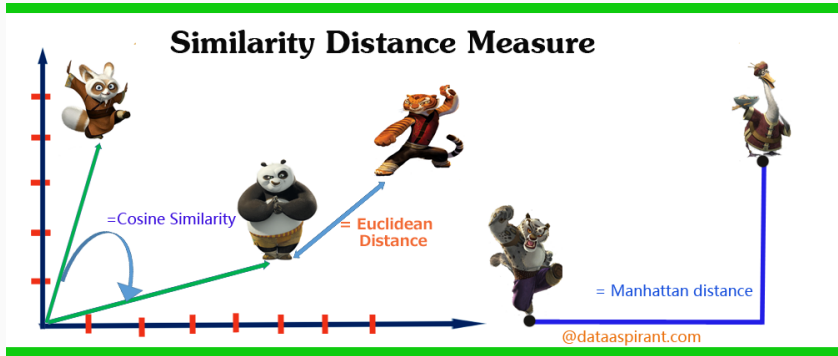 Similarity Distance Measure
=Cosine Similarity
= Euclidean
Distance
= Manhattan distance
@dataaspirant.com